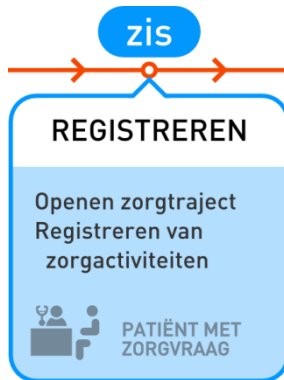 zis
REGISTREREN
Openen zorgtraject
Registreren van
zorgactiviteiten
PATIËNT MET
ZORGVRAAG